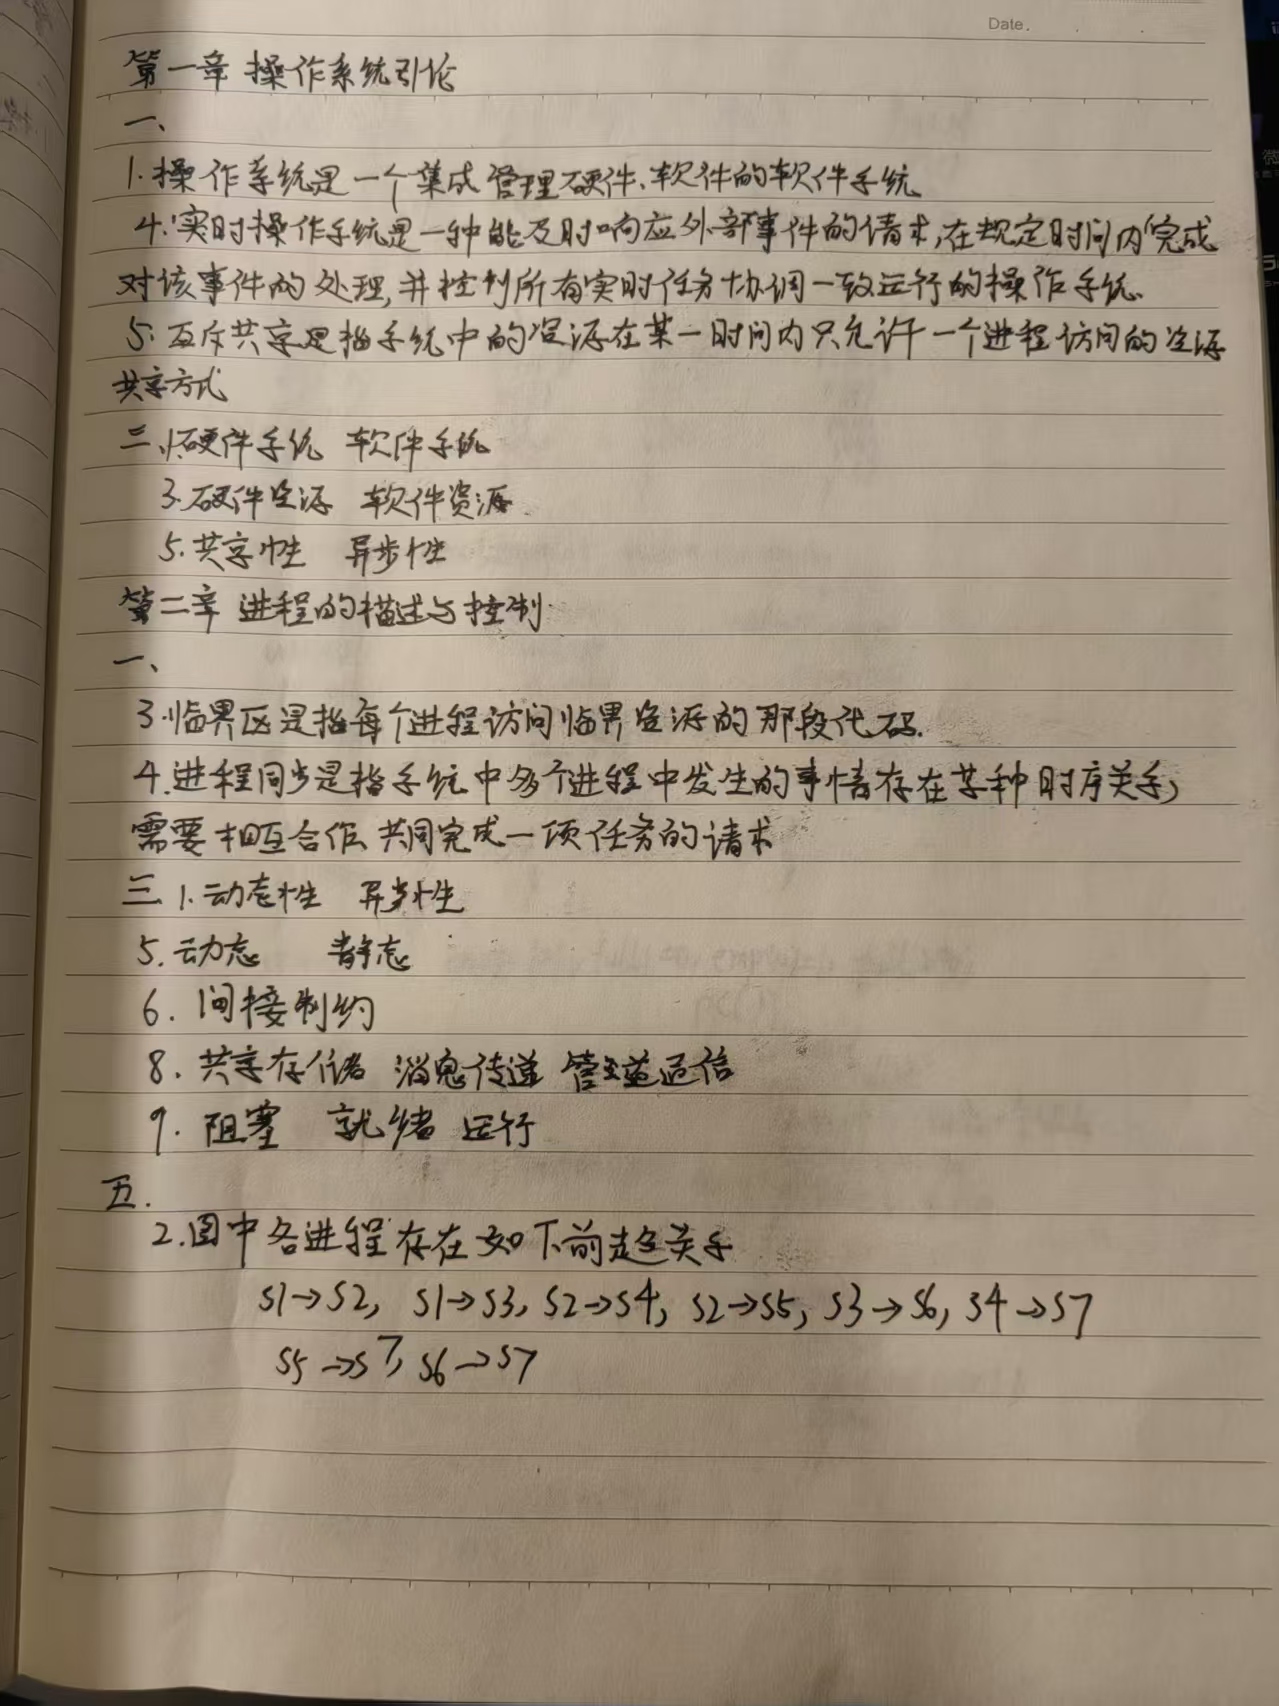 Date.
第一章 操作系统引论
一、
1.操作系统是一个集成管理硬件、软件的软件系统
4.实时操作系统是一种能及时响应外部事件的请求,在规定时间内完成
对该事件的处理,并控制所有实时任务协调一致运行的操作系统.
5.互斥共享是指系统中的资源在某一时间内只允许一个进程访问的资源
共享方式
三、1.硬件系统 软件系统
3.硬件资源 软件资源
5.共享性 异步性
第二章 进程的描述与控制
一、
3.临界区是指每个进程访问临界资源的那段代码.
4.进程同步是指系统中多个进程中发生的事情存在某种时序关系,
需要相互合作,共同完成一项任务的请求
三.1.动态性 异步性
5.动态 静态
6.间接制约
8.共享存储 消息传递 管道通信
9.阻塞 就绪 运行
五.
2.图中各进程存在如下前趋关系
S1→S2, S1→S3, S2→S4, S2→S5, S3→S6, S4→S7
S5→S7, S6→S7